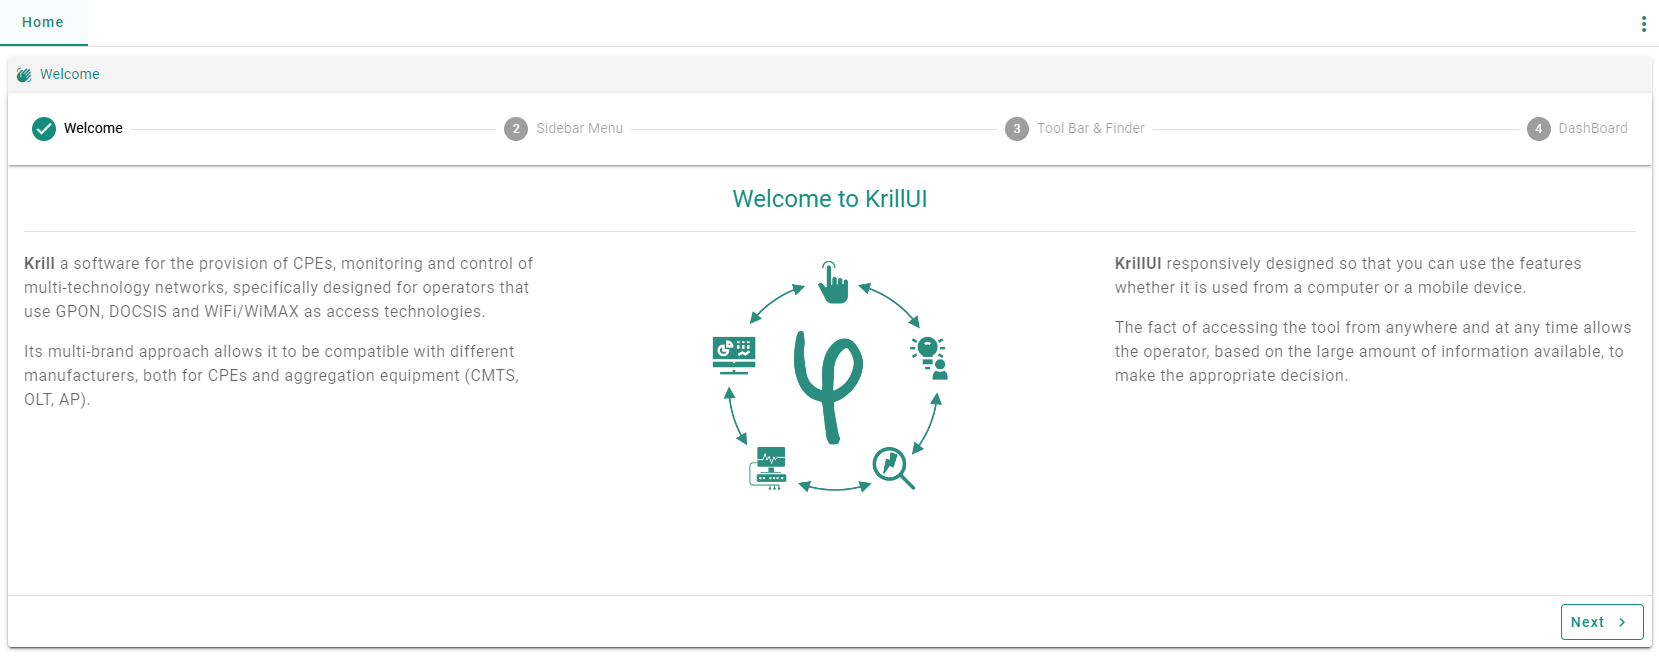 Home
Welcome
Welcome
2 Sidebar Menu
3 Tool Bar & Finder
4 DashBoard
Welcome to KrillUI
Krill a software for the provision of CPEs, monitoring and control of
multi-technology networks, specifically designed for operators that
use GPON, DOCSIS and WiFi/WiMAX as access technologies.
Its multi-brand approach allows it to be compatible with different
manufacturers, both for CPEs and aggregation equipment (CMTS,
OLT, AP).
KrillUI responsively designed so that you can use the features
whether it is used from a computer or a mobile device.
The fact of accessing the tool from anywhere and at any time allows
the operator, based on the large amount of information available, to
make the appropriate decision.
Next